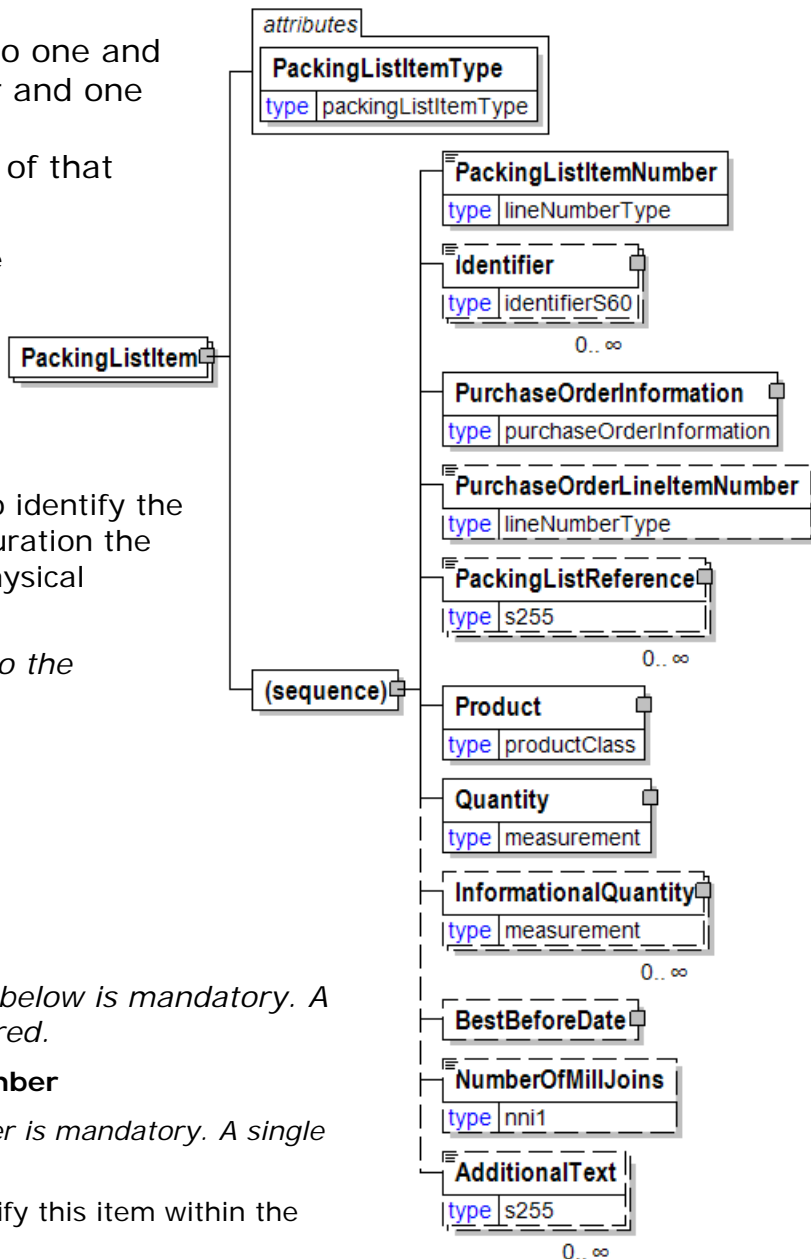 o one and
and one
of that
attributes
PackingListItemType
type packingListItemType
PackingListItem
o identify the
uration the
ysical
o the
below is mandatory. A
red.
nber
er is mandatory. A single
ify this item within the
(sequence)
PackingListItemNumber
type lineNumberType
Identifier
type identifierS60
0.. ∞
PurchaseOrderInformation
type purchaseOrderInformation
PurchaseOrderLineItemNumber
type lineNumberType
PackingListReference
type s255
0.. ∞
Product
type productClass
Quantity
type measurement
InformationalQuantity
type measurement
0.. ∞
BestBeforeDate
NumberOfMillJoins
type nni1
AdditionalText
type s255
0.. ∞